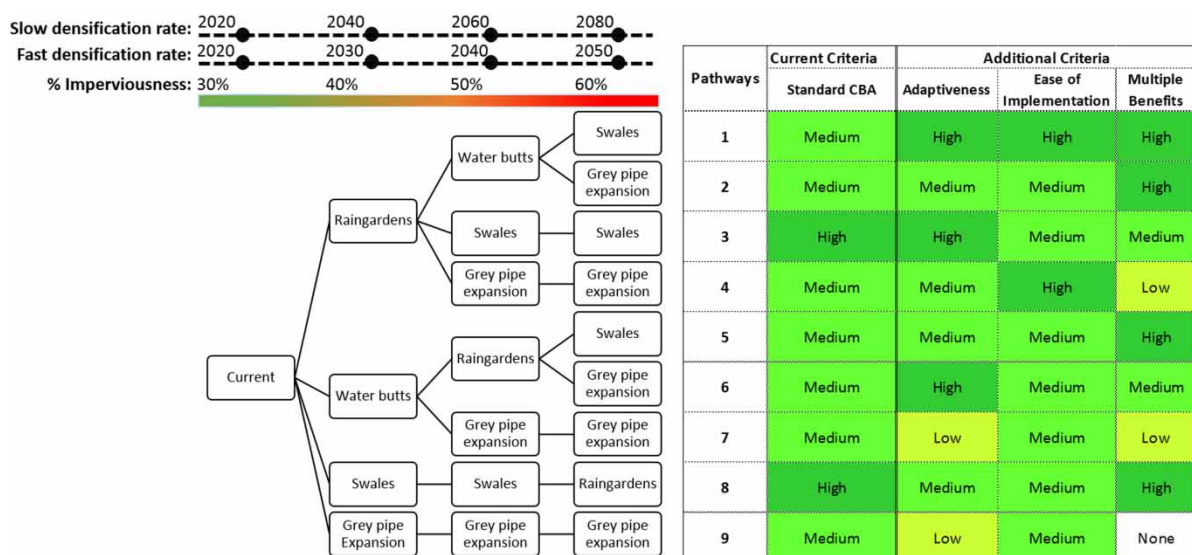 Slow densification rate: 2020 2040 2060 2080
Fast densification rate: 2020 2030 2040 2050
% Imperviousness: 30% 40% 50% 60%
Current
Raingardens
Water butts
Swales
Grey pipe
expansion
Swales
Swales
Grey pipe
expansion
Grey pipe
expansion
Water butts
Raingardens
Swales
Grey pipe
expansion
Grey pipe
expansion
Grey pipe
expansion
Swales
Swales
Raingardens
Grey pipe
Expansion
Grey pipe
expansion
Grey pipe
expansion
Pathways
Current Criteria
Additional Criteria
Standard CBA
Adaptiveness
Ease of
Implementation
Multiple
Benefits
1 Medium High High High
2 Medium Medium Medium High
3 High High Medium Medium
4 Medium Medium High Low
5 Medium Medium Medium High
6 Medium High Medium Medium
7 Medium Low Medium Low
8 High Medium Medium High
9 Medium Low Medium None